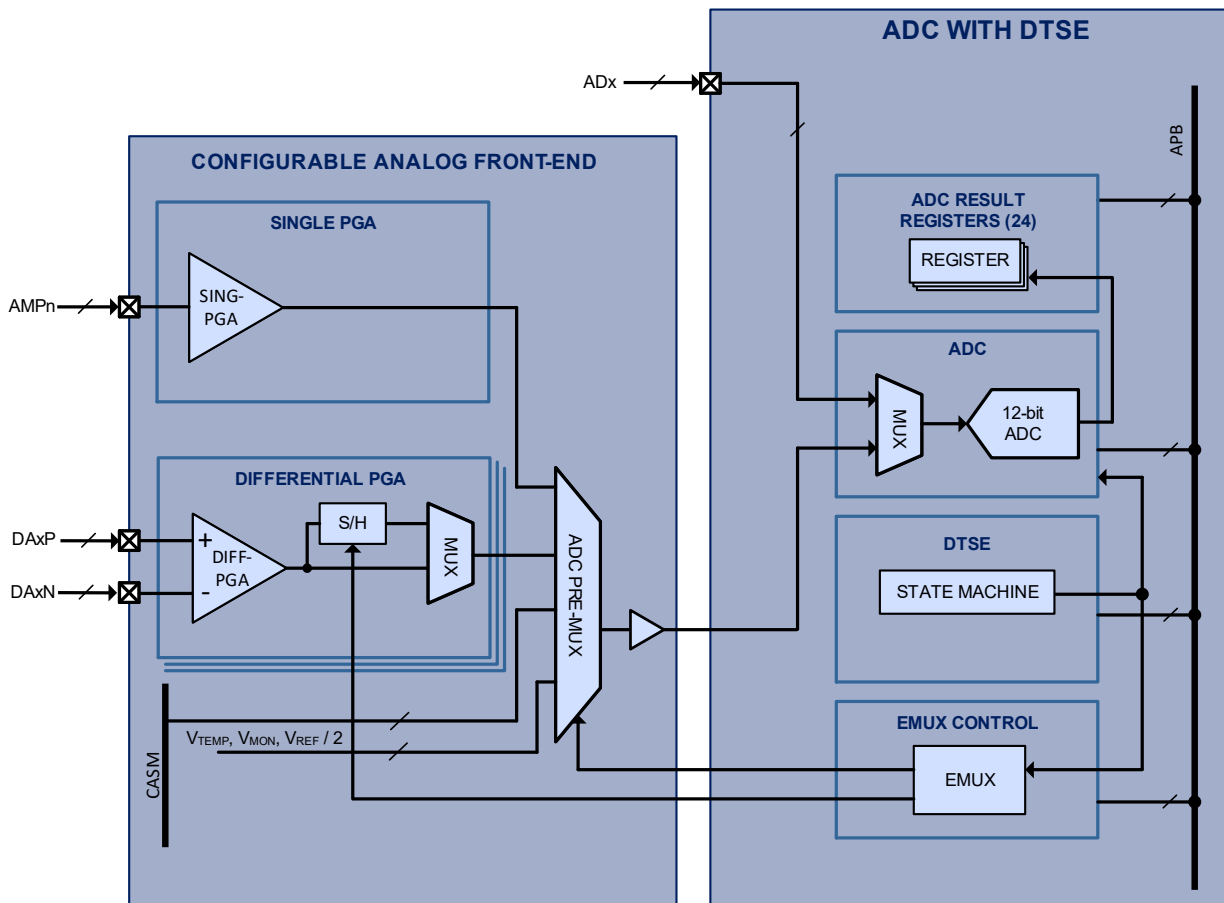 ADC WITH DTSE
ADx
APB
CONFIGURABLE ANALOG FRONT-END
SINGLE PGA
SING-
PGA
AMPn
ADC RESULT
REGISTERS (24)
REGISTER
ADC
MUX
12-bit
ADC
DIFFERENTIAL PGA
S/H
MUX
DAxP
+
DIFF-
PGA
-
DAxN
ADC PRE-MUX
DTSE
STATE MACHINE
CASM
VTEMP, VMON, VREF / 2
EMUX CONTROL
EMUX